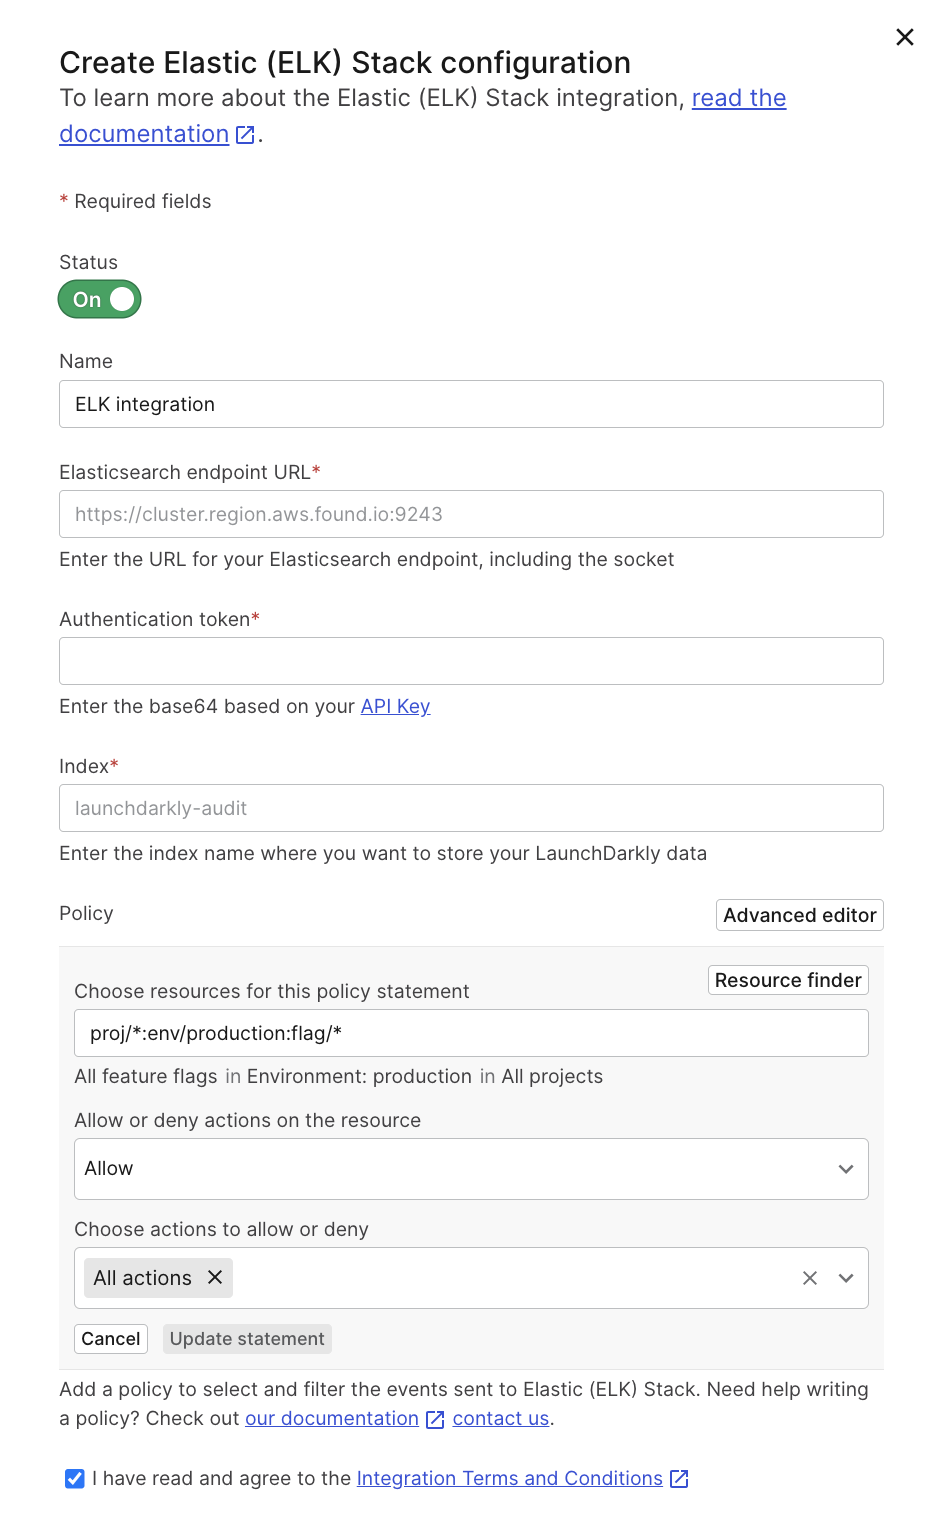 Create Elastic (ELK) Stack configuration
To learn more about the Elastic (ELK) Stack integration, read the
documentation.
* Required fields
Status
On
Name
ELK integration
Elasticsearch endpoint URL*
https://cluster.region.aws.found.io:9243
Enter the URL for your Elasticsearch endpoint, including the socket
Authentication token*
Enter the base64 based on your API Key
Index*
launchdarkly-audit
Enter the index name where you want to store your LaunchDarkly data
Policy
Advanced editor
Choose resources for this policy statement
Resource finder
proj/*:env/production:flag/*
All feature flags in Environment: production in All projects
Allow or deny actions on the resource
Allow
Choose actions to allow or deny
All actions
Cancel Update statement
Add a policy to select and filter the events sent to Elastic (ELK) Stack. Need help writing
a policy? Check out our documentation contact us.
I have read and agree to the Integration Terms and Conditions